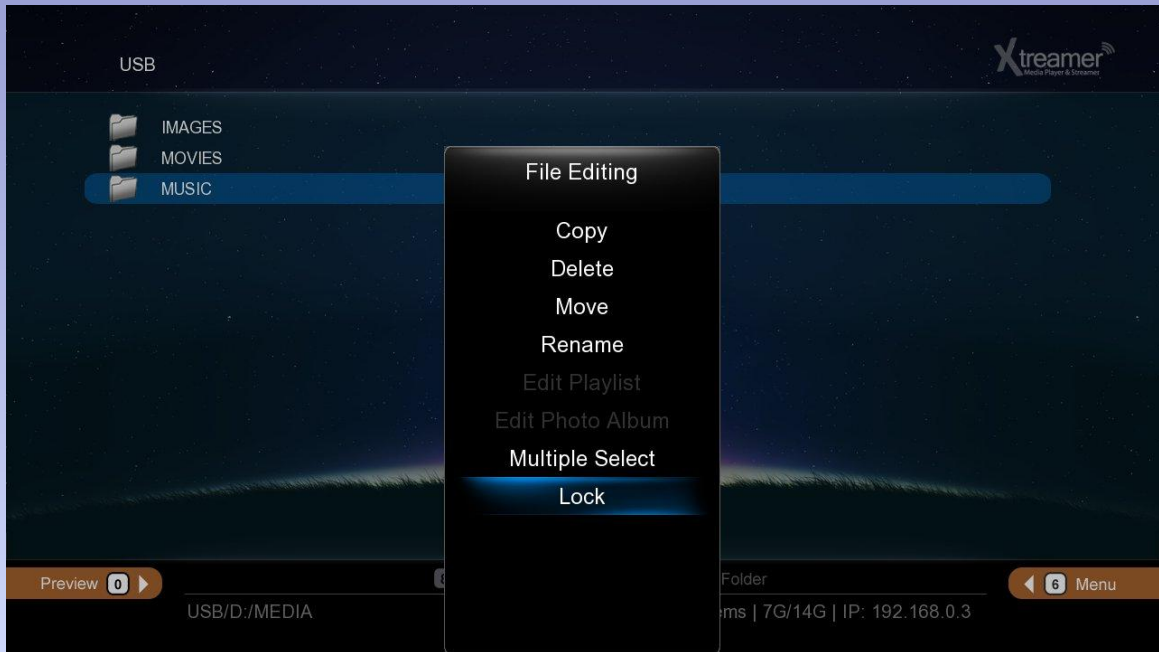 USB
Xtreamer
Media Player & Streamer
IMAGES
MOVIES
MUSIC
File Editing
Copy
Delete
Move
Rename
Edit Playlist
Edit Photo Album
Multiple Select
Lock
Preview 0
Folder
6 Menu
USB/D:/MEDIA
| 7G/14G | IP: 192.168.0.3